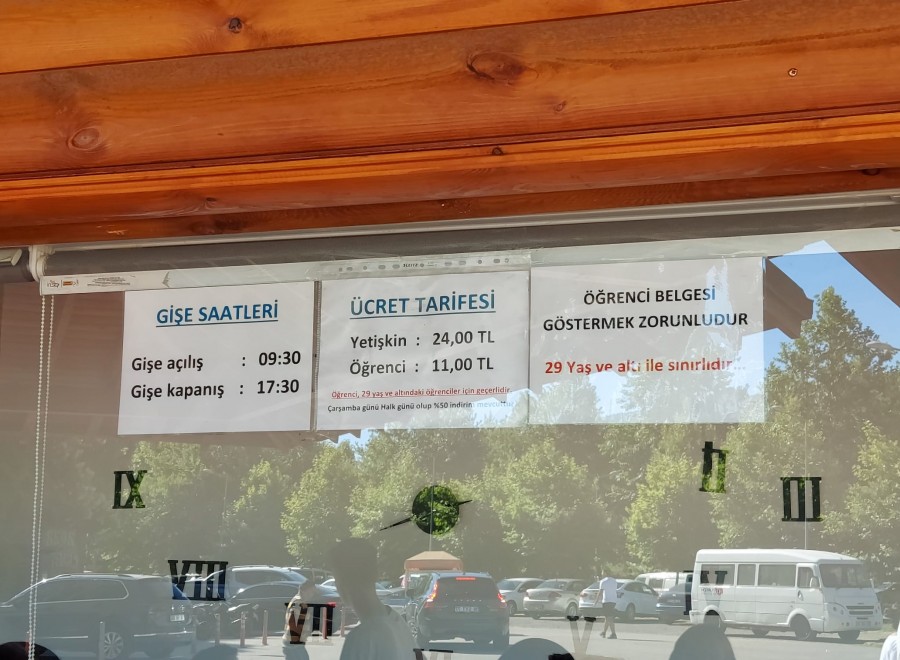 GİŞE SAATLERİ
Gişe açılış : 09:30
Gişe kapanış : 17:30
ÜCRET TARİFESİ
Yetişkin : 24,00 TL
Öğrenci : 11,00 TL
Öğrenci, 29 yaş ve altındaki öğrenciler için geçerlidir.
Çarşamba günü Halk günü olup %50 indirim mevcuttur.
ÖĞRENCİ BELGESİ
GÖSTERMEK ZORUNLUDUR
29 Yaş ve altı ile sınırlıdır...
IX
III
VIII
IV
VII
V
VI